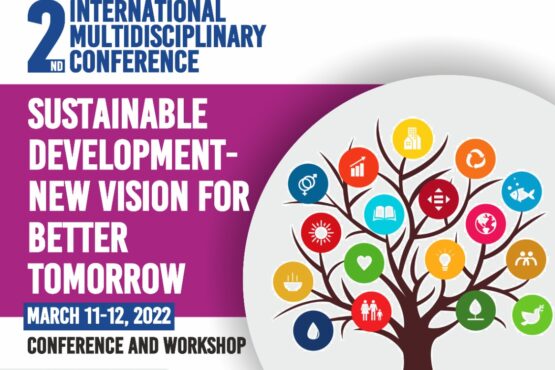 2ND INTERNATIONAL
MULTIDISCIPLINARY
CONFERENCE
SUSTAINABLE
DEVELOPMENT-
NEW VISION FOR
BETTER
TOMORROW
MARCH 11-12, 2022
CONFERENCE AND WORKSHOP